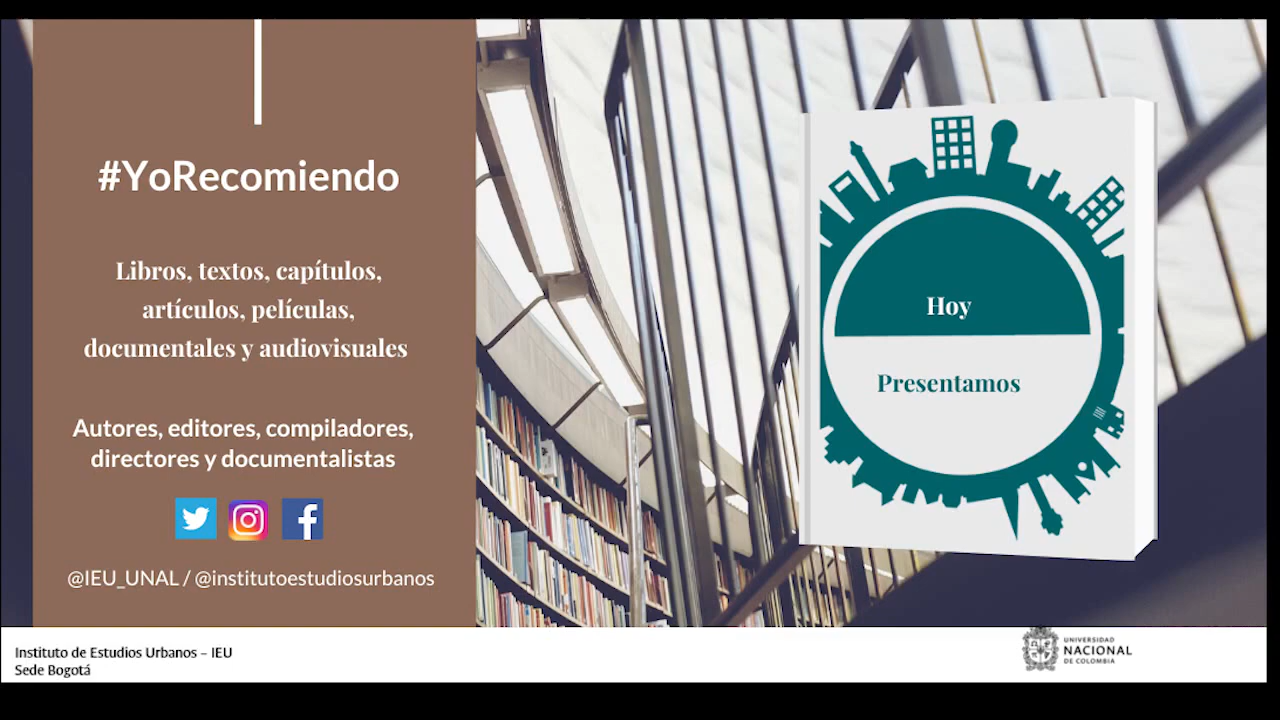 #YoRecomiendo
Libros, textos, capítulos,
artículos, películas,
documentales y audiovisuales
Autores, editores, compiladores,
directores y documentalistas
@IEU_UNAL / @institutoestudiosurbanos
Hoy
Presentamos
Instituto de Estudios Urbanos – IEU
Sede Bogotá
UNIVERSIDAD
NACIONAL
DE COLOMBIA